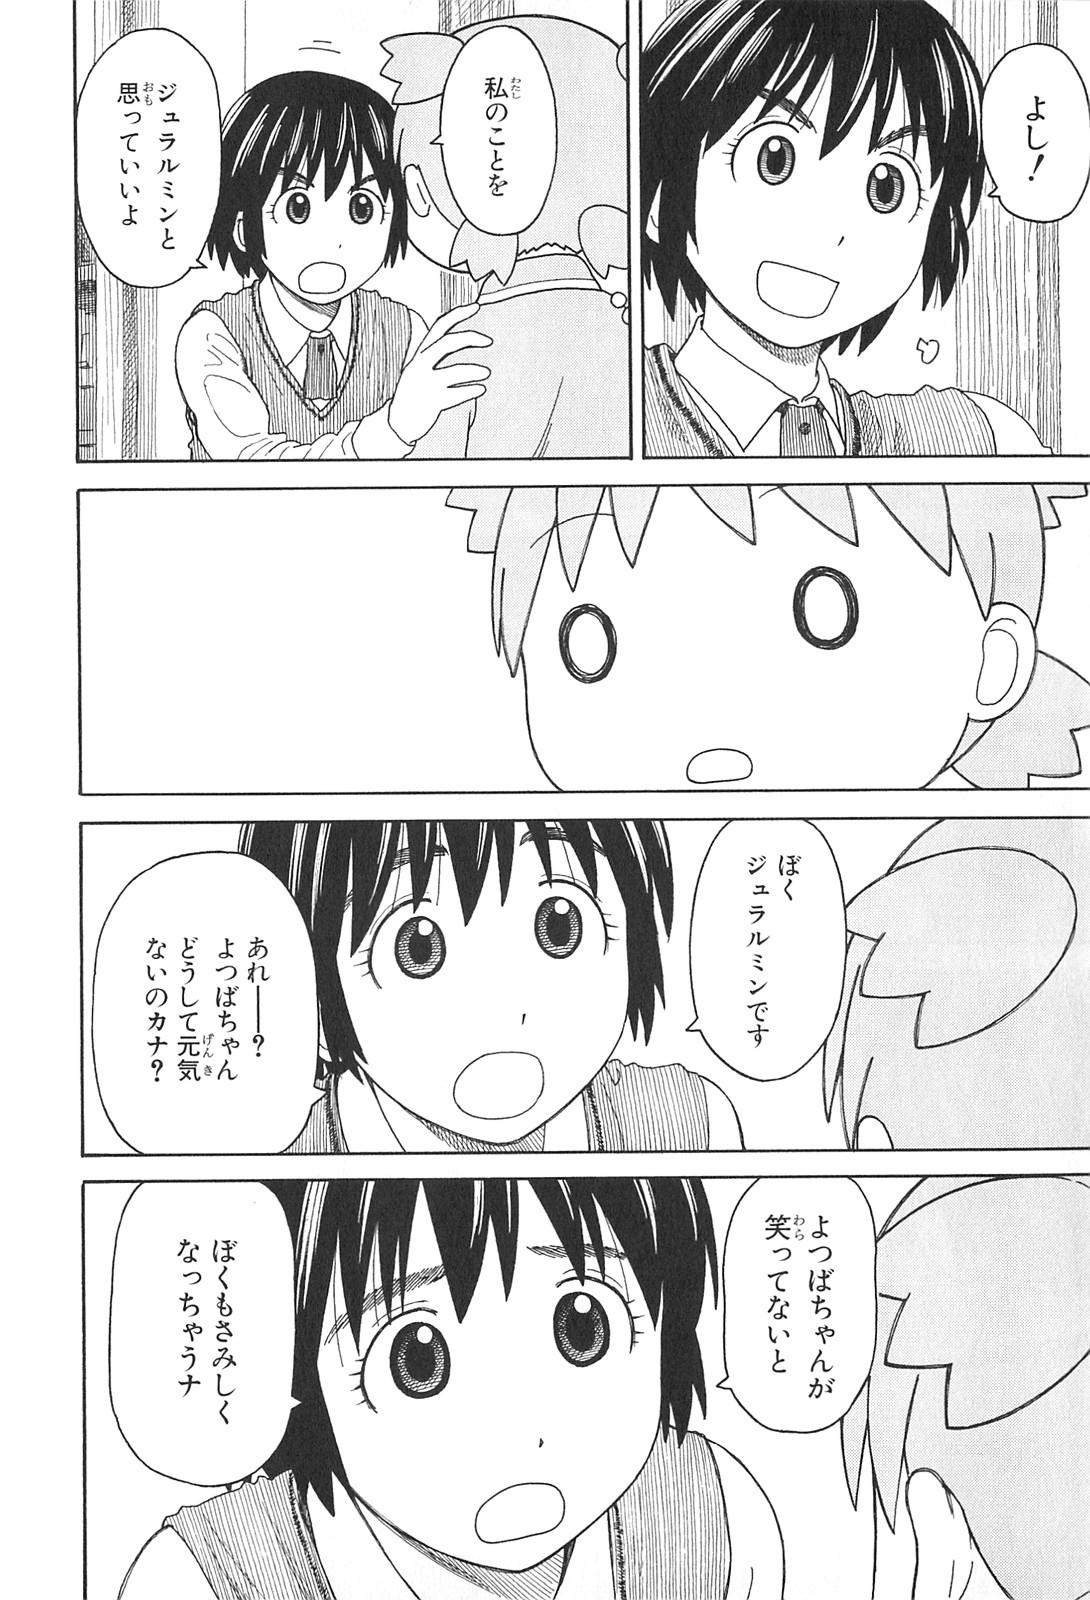 よし！
私のことを
ジュラルミンと
思っていいよ
ぼく
ジュラルミンです
あれ――？
よつばちゃん
どうして元気
ないのカナ？
よつばちゃんが
笑ってないと
ぼくもさみしく
なっちゃうナ